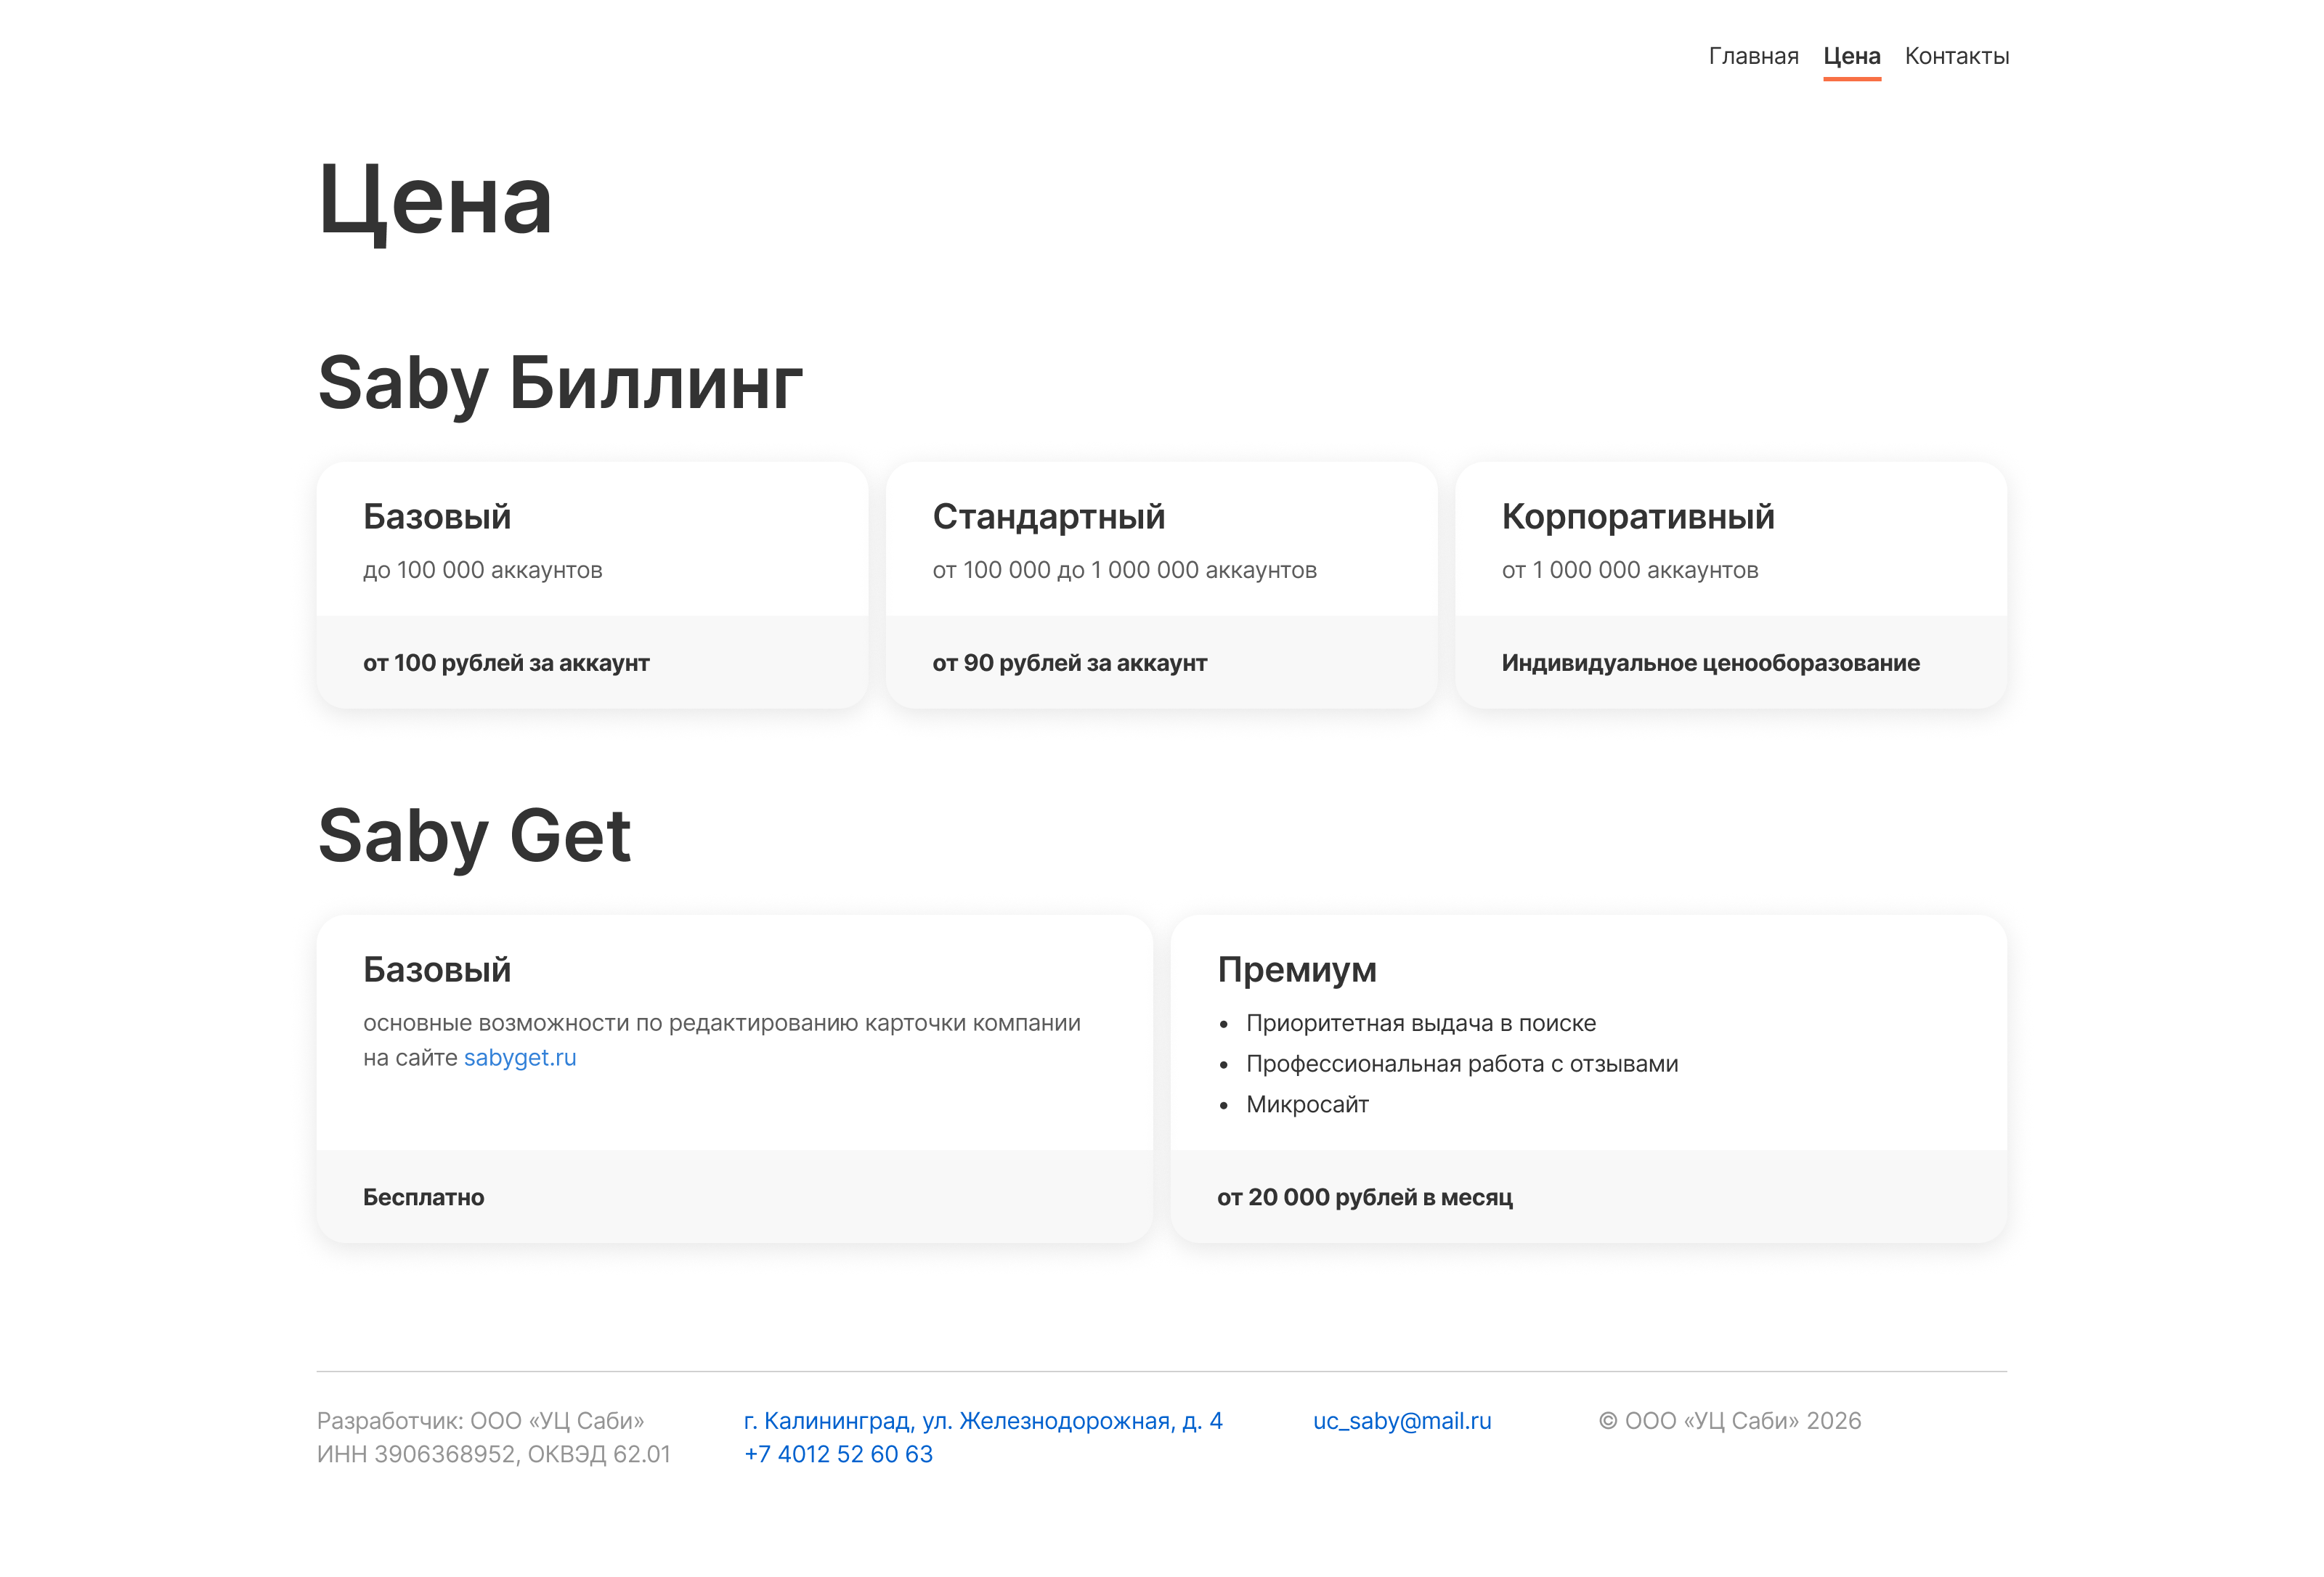 Главная Цена Контакты
Цена
Saby Биллинг
Базовый
до 100 000 аккаунтов
от 100 рублей за аккаунт
Стандартный
от 100 000 до 1 000 000 аккаунтов
от 90 рублей за аккаунт
Корпоративный
от 1 000 000 аккаунтов
Индивидуальное ценооборазование
Saby Get
Базовый
основные возможности по редактированию карточки компании
на сайте sabyget.ru
Бесплатно
Премиум
• Приоритетная выдача в поиске
• Профессиональная работа с отзывами
• Микросайт
от 20 000 рублей в месяц
Разработчик: ООО «УЦ Саби»
ИНН 3906368952, ОКВЭД 62.01
г. Калининград, ул. Железнодорожная, д. 4
+7 4012 52 60 63
uc_saby@mail.ru
© ООО «УЦ Саби» 2026